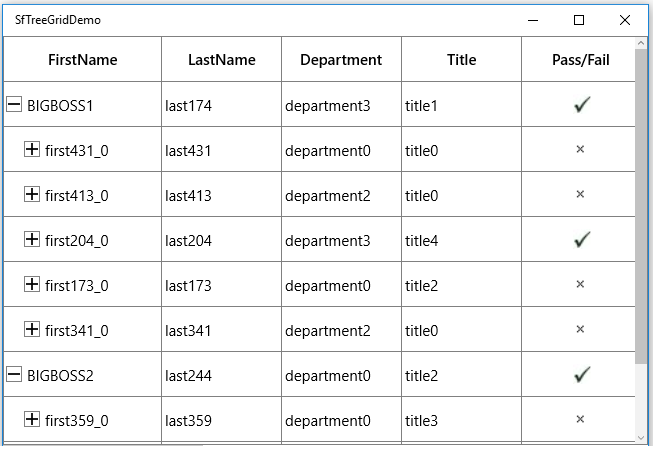 SfTreeGridDemo
FirstName LastName Department Title Pass/Fail
BIGBOSS1 last174 department3 title1
first431_0 last431 department0 title0
first413_0 last413 department2 title0
first204_0 last204 department3 title4
first173_0 last173 department0 title2
first341_0 last341 department2 title0
BIGBOSS2 last244 department0 title2
first359_0 last359 department0 title3